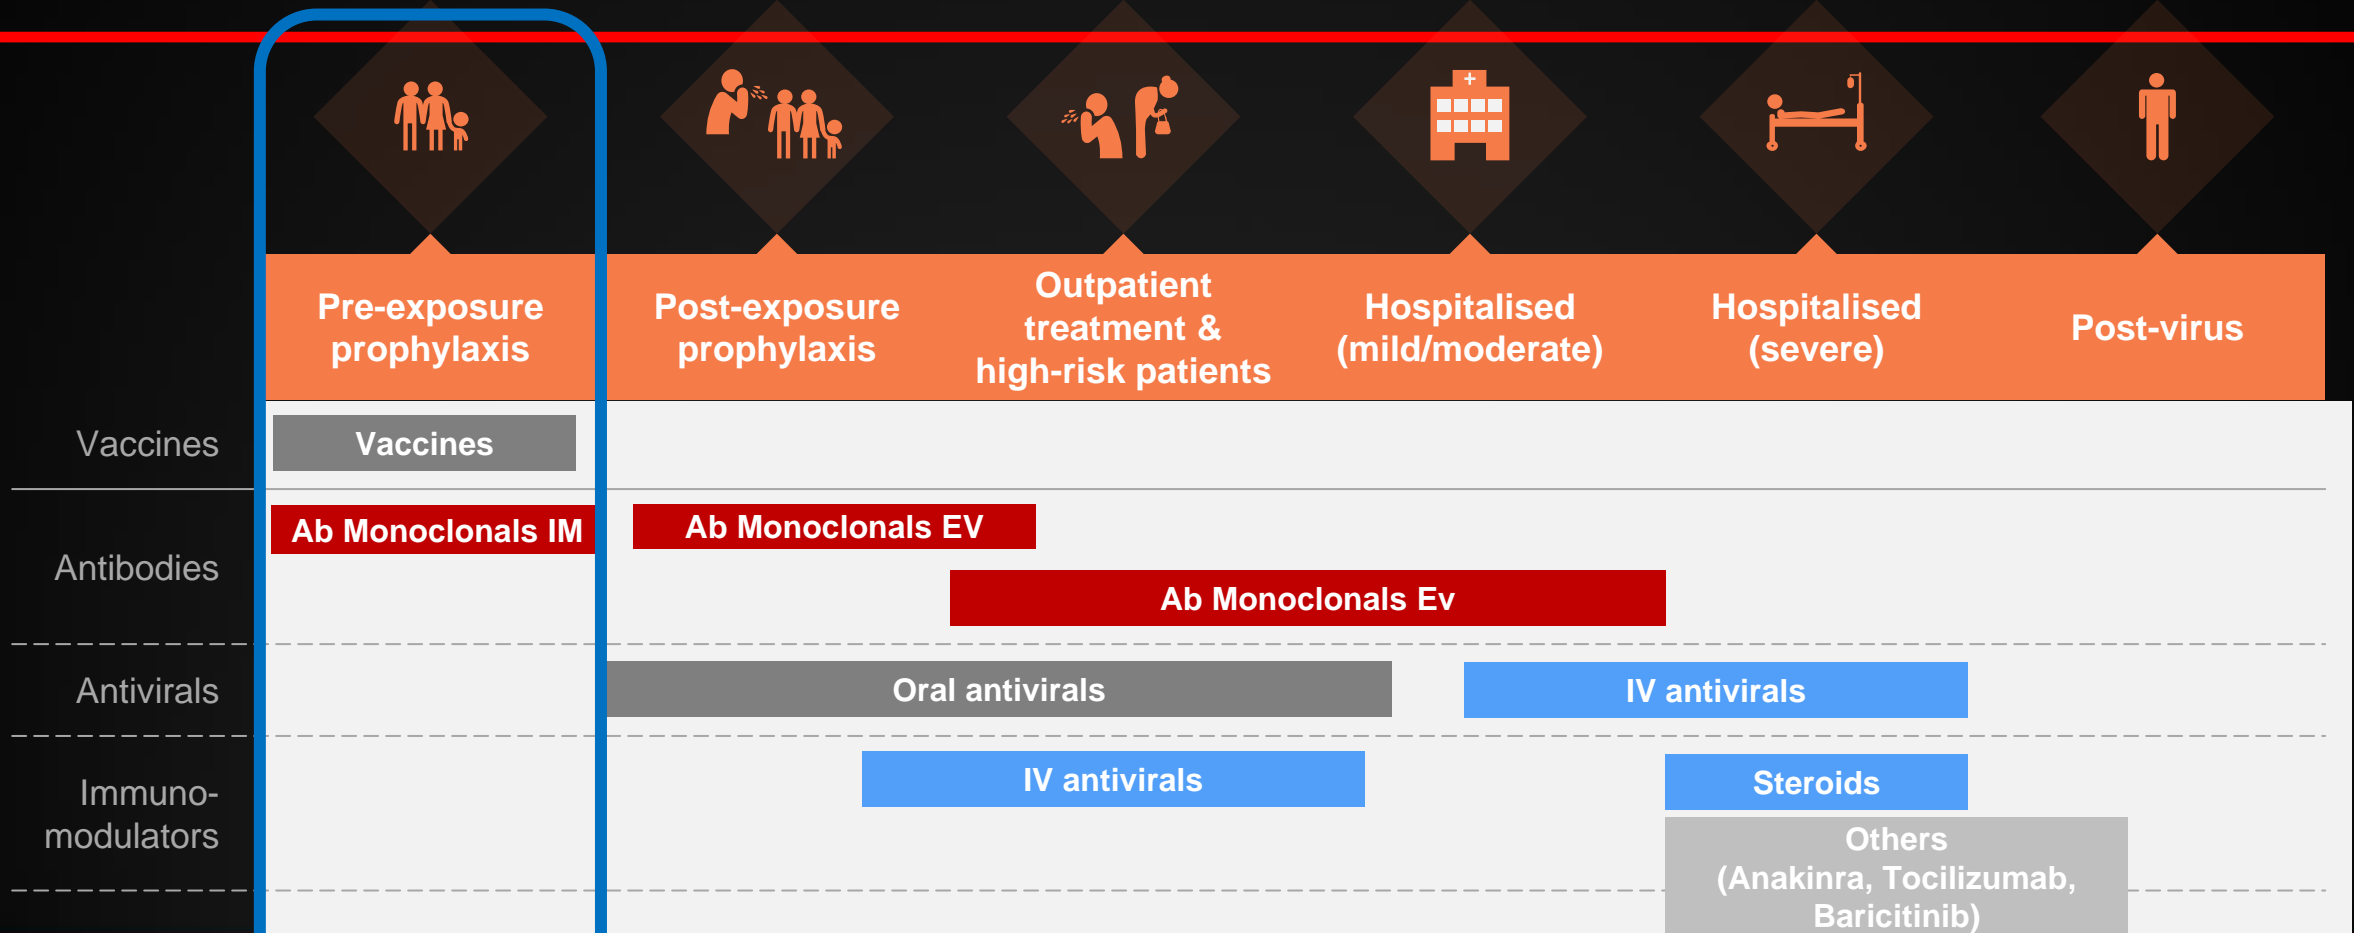 Pre-exposure
prophylaxis
Post-exposure
prophylaxis
Outpatient
treatment &
high-risk patients
Hospitalised
(mild/moderate)
Hospitalised
(severe)
Post-virus
Vaccines
Vaccines
Antibodies
Ab Monoclonals IM
Ab Monoclonals EV
Ab Monoclonals Ev
Antivirals
Oral antivirals
IV antivirals
Immuno-
modulators
IV antivirals
Steroids
Others
(Anakinra, Tocilizumab,
Baricitinib)